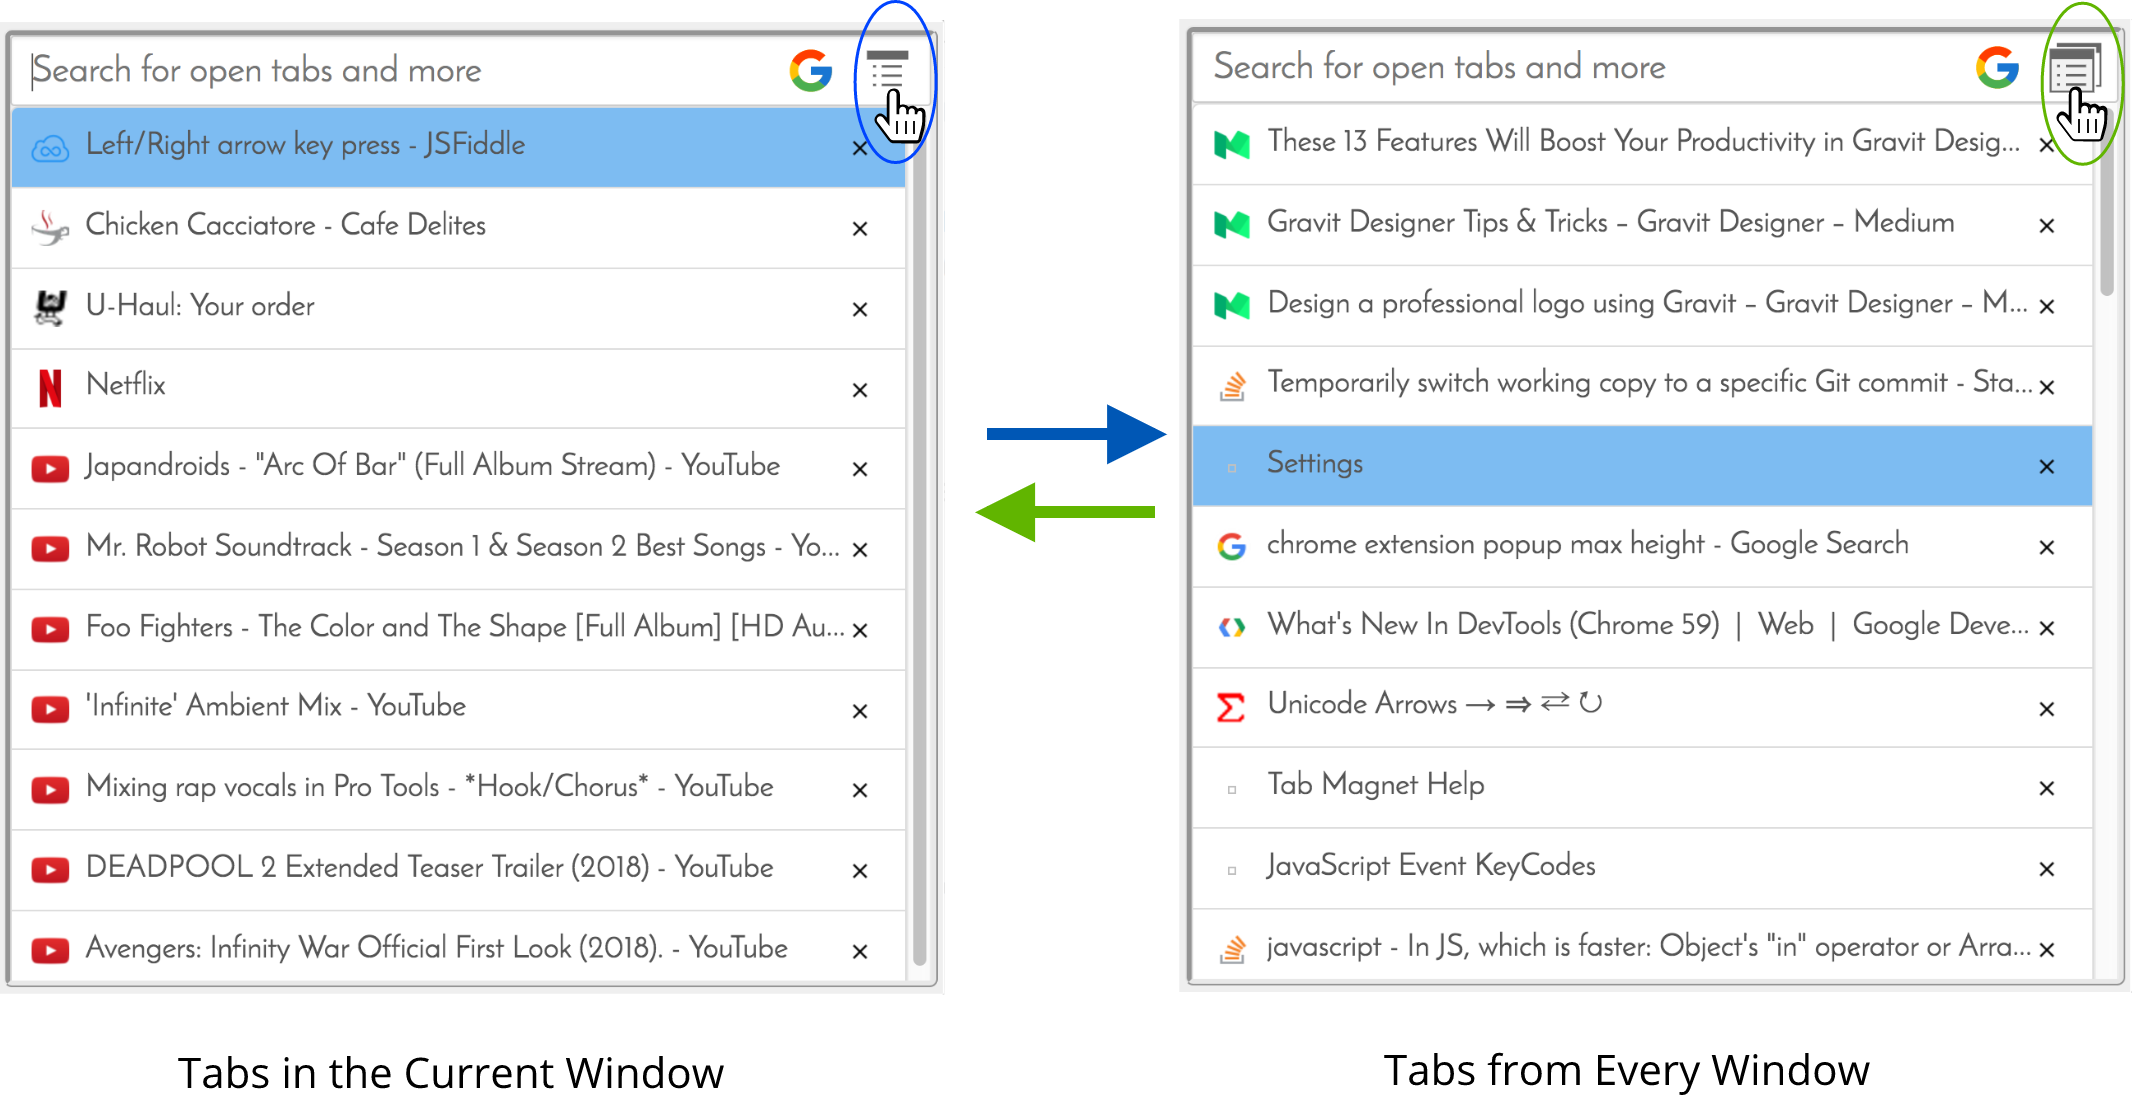 Search for open tabs and more
Left/Right arrow key press - JSFiddle
Chicken Cacciatore - Cafe Delites
U-Haul: Your order
Netflix
Japandroids - "Arc Of Bar" (Full Album Stream) - YouTube
Mr. Robot Soundtrack - Season 1 & Season 2 Best Songs - Yo...
Foo Fighters - The Color and The Shape [Full Album] [HD Au...
'Infinite' Ambient Mix - YouTube
Mixing rap vocals in Pro Tools - *Hook/Chorus* - YouTube
DEADPOOL 2 Extended Teaser Trailer (2018) - YouTube
Avengers: Infinity War Official First Look (2018). - YouTube
Tabs in the Current Window
Search for open tabs and more
These 13 Features Will Boost Your Productivity in Gravit Desig...
Gravit Designer Tips & Tricks – Gravit Designer – Medium
Design a professional logo using Gravit – Gravit Designer – M...
Temporarily switch working copy to a specific Git commit - Sta...
Settings
chrome extension popup max height - Google Search
What's New In DevTools (Chrome 59) | Web | Google Deve...
Unicode Arrows → ⇒ ⇄ ↻
Tab Magnet Help
JavaScript Event KeyCodes
javascript - In JS, which is faster: Object's "in" operator or Arra...
Tabs from Every Window